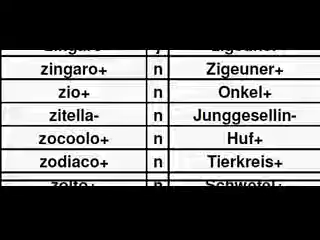 zingaro+ n Zigeuner+
zio+ n Onkel+
zitella- n Junggesellin-
zocoolo+ n Huf+
zodiaco+ n Tierkreis+